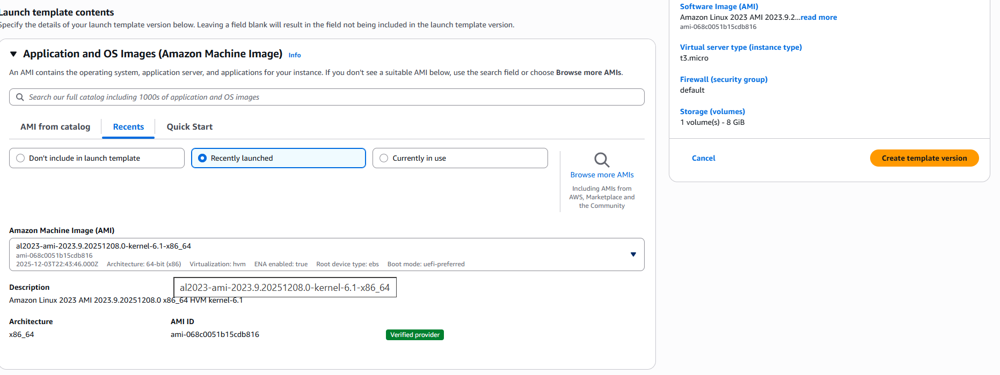 Launch template contents
Specify the details of your launch template version below. Leaving a field blank will result in the field not being included in the launch template version.
Application and OS Images (Amazon Machine Image) Info
An AMI contains the operating system, application server, and applications for your instance. If you don't see a suitable AMI below, use the search field or choose Browse more AMIs.
Search our full catalog including 1000s of application and OS images
AMI from catalog
Recents
Quick Start
Don't include in launch template
Recently launched
Currently in use
Browse more AMIs
Including AMIs from
AWS, Marketplace and
the Community
Amazon Machine Image (AMI)
al2023-ami-2023.9.20251208.0-kernel-6.1-x86_64
ami-068c0051b15cdb816
2025-12-03T22:43:46.000Z Architecture: 64-bit (x86) Virtualization: hvm ENA enabled: true Root device type: ebs Boot mode: uefi-preferred
al2023-ami-2023.9.20251208.0-kernel-6.1-x86_64
Description
Amazon Linux 2023 AMI 2023.9.20251208.0 x86_64 HVM kernel-6.1
Architecture
x86_64
AMI ID
ami-068c0051b15cdb816
Verified provider
Software Image (AMI)
Amazon Linux 2023 AMI 2023.9.2...read more
ami-068c0051b15cdb816
Virtual server type (instance type)
t3.micro
Firewall (security group)
default
Storage (volumes)
1 volume(s) - 8 GiB
Cancel
Create template version